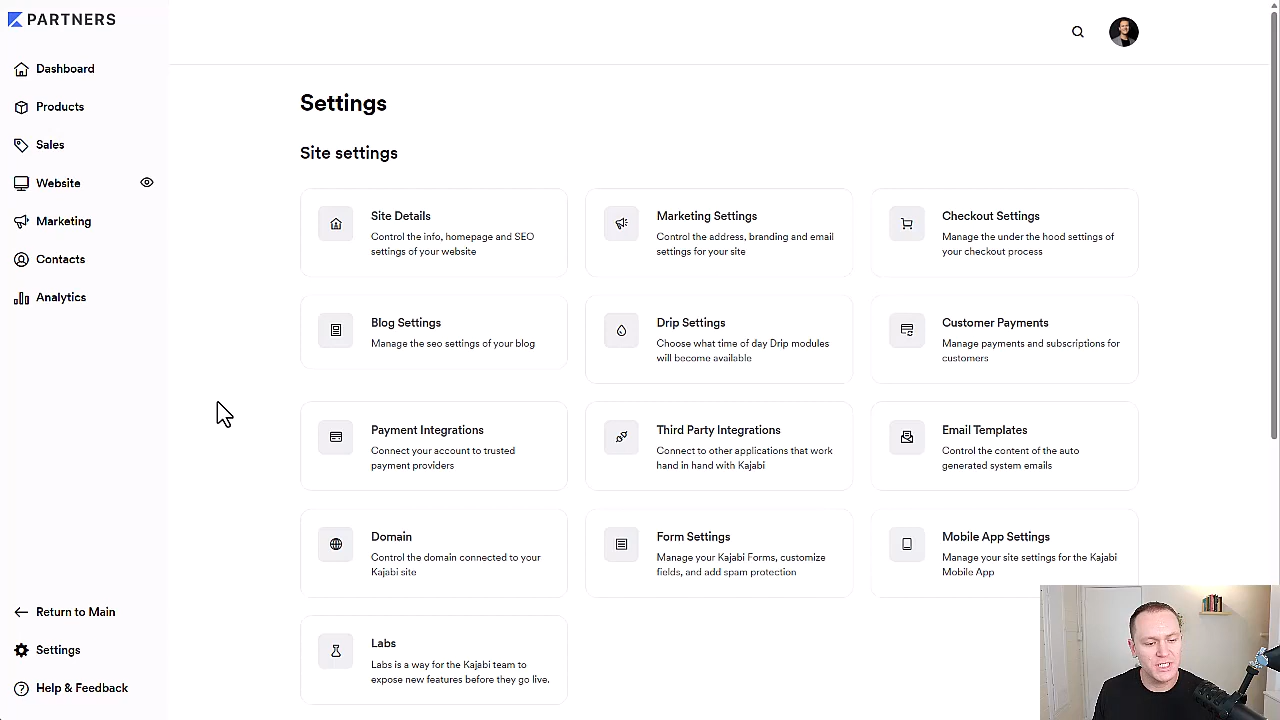 PARTNERS
Dashboard
Products
Sales
Website
Marketing
Contacts
Analytics
Return to Main
Settings
Help & Feedback
Settings
Site settings
Site Details
Control the info, homepage and SEO
settings of your website
Marketing Settings
Control the address, branding and email
settings for your site
Checkout Settings
Manage the under the hood settings of
your checkout process
Blog Settings
Manage the seo settings of your blog
Drip Settings
Choose what time of day Drip modules
will become available
Customer Payments
Manage payments and subscriptions for
customers
Payment Integrations
Connect your account to trusted
payment providers
Third Party Integrations
Connect to other applications that work
hand in hand with Kajabi
Email Templates
Control the content of the auto
generated system emails
Domain
Control the domain connected to your
Kajabi site
Form Settings
Manage your Kajabi Forms, customize
fields, and add spam protection
Mobile App Settings
Manage your site settings for the Kajabi
Mobile App
Labs
Labs is a way for the Kajabi team to
expose new features before they go live.